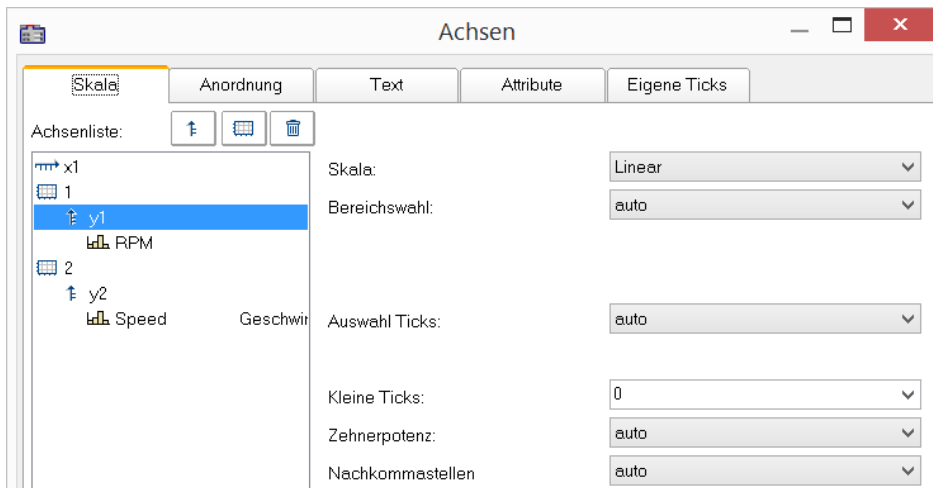 Achsen
Skala Anordnung Text Attribute Eigene Ticks
Achsenliste:
x1
1
y1
RPM
2
y2
Speed Geschwir
Skala: Linear
Bereichswahl: auto
Auswahl Ticks: auto
Kleine Ticks: 0
Zehnerpotenz: auto
Nachkommastellen auto